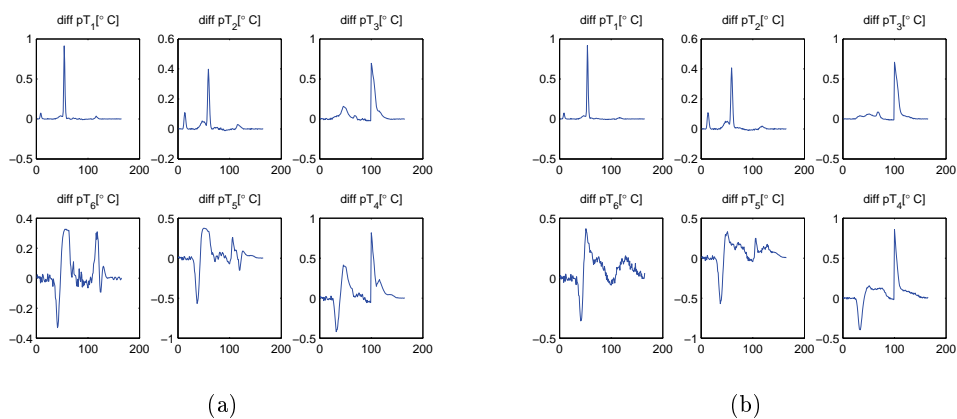 diff pT1[° C] diff pT2[° C] diff pT3[° C] diff pT1[° C] diff pT2[° C] diff pT3[° C]
1 0.6 1 1 0.6 1
0.4 0.4
0.5 0.5 0.5 0.5
0.2 0.2
0 0 0 0 0 0
−0.5 −0.2 −0.5 −0.5 −0.2 −0.5
0 100 200 0 100 200 0 100 200 0 100 200 0 100 200 0 100 200
diff pT6[° C] diff pT5[° C] diff pT4[° C] diff pT6[° C] diff pT5[° C] diff pT4[° C]
0.4 0.5 1 0.5 0.5 1
0.2 0 0.5 0 0.5
0 0
−0.2 −0.5 0 −0.5 0
−0.4 −1 −0.5 −0.5 −1 −0.5
0 100 200 0 100 200 0 100 200 0 100 200 0 100 200 0 100 200
(a) (b)